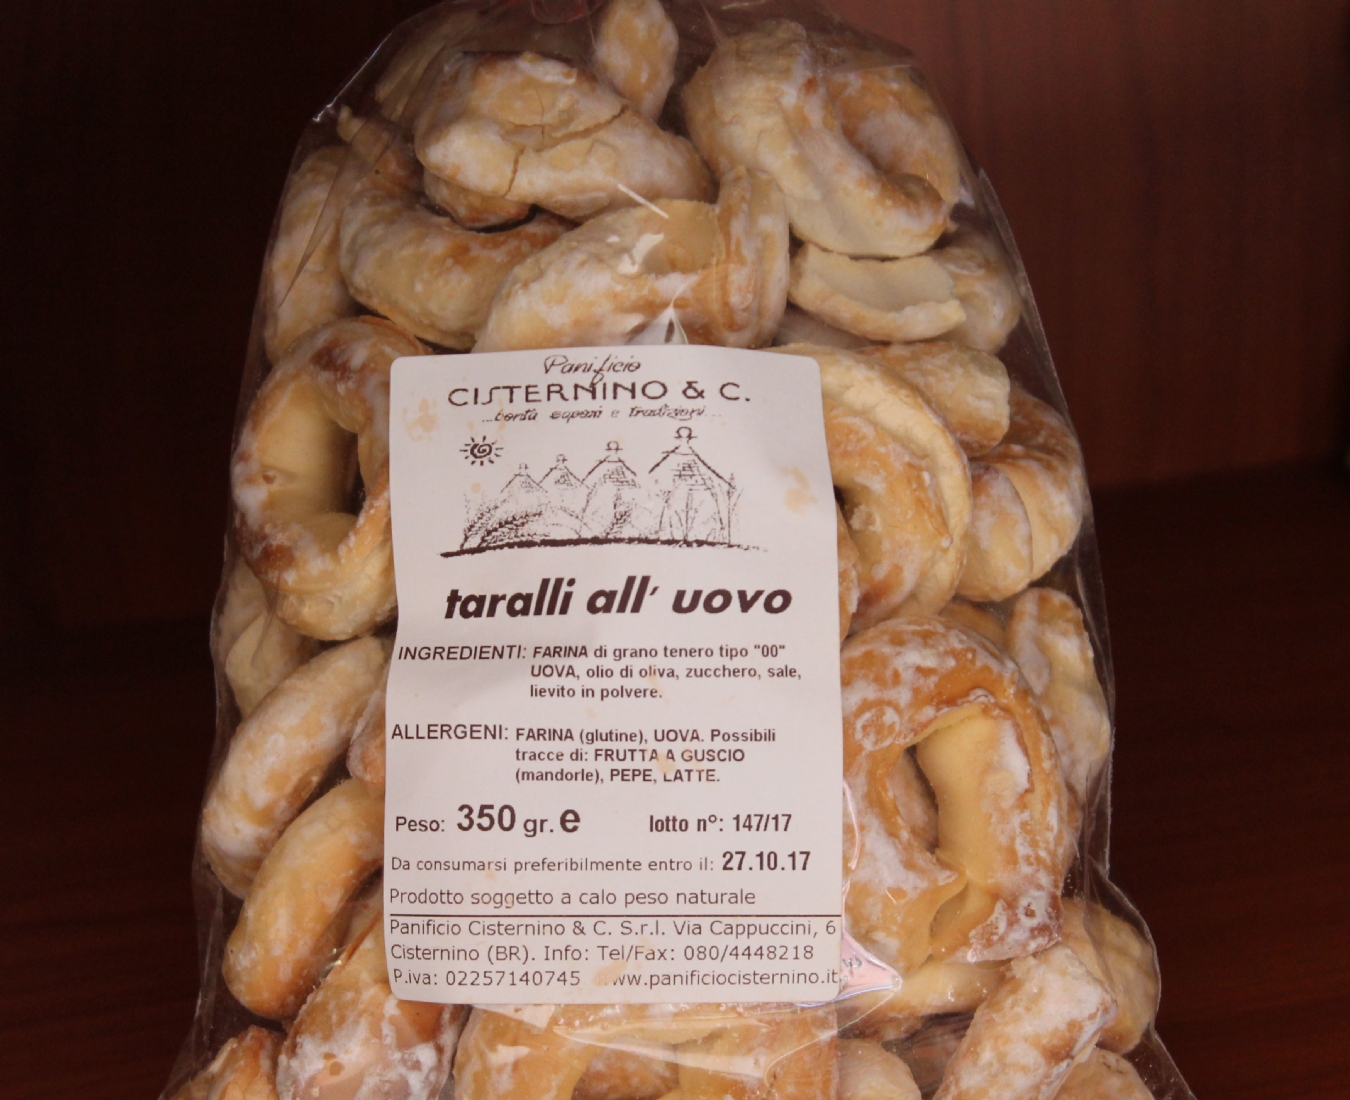 Panificio
CISTERNINO & C.
...bontà sapori e tradizioni...
taralli all' uovo
INGREDIENTI: FARINA di grano tenero tipo "00"
UOVA, olio di oliva, zucchero, sale,
lievito in polvere.
ALLERGENI: FARINA (glutine), UOVA. Possibili
tracce di: FRUTTA A GUSCIO
(mandorle), PEPE, LATTE.
Peso: 350 gr. e lotto n°: 147/17
Da consumarsi preferibilmente entro il: 27.10.17
Prodotto soggetto a calo peso naturale
Panificio Cisternino & C. S.r.l. Via Cappuccini, 6
Cisternino (BR). Info: Tel/Fax: 080/4448218
P.iva: 02257140745 www.panificiocisternino.it